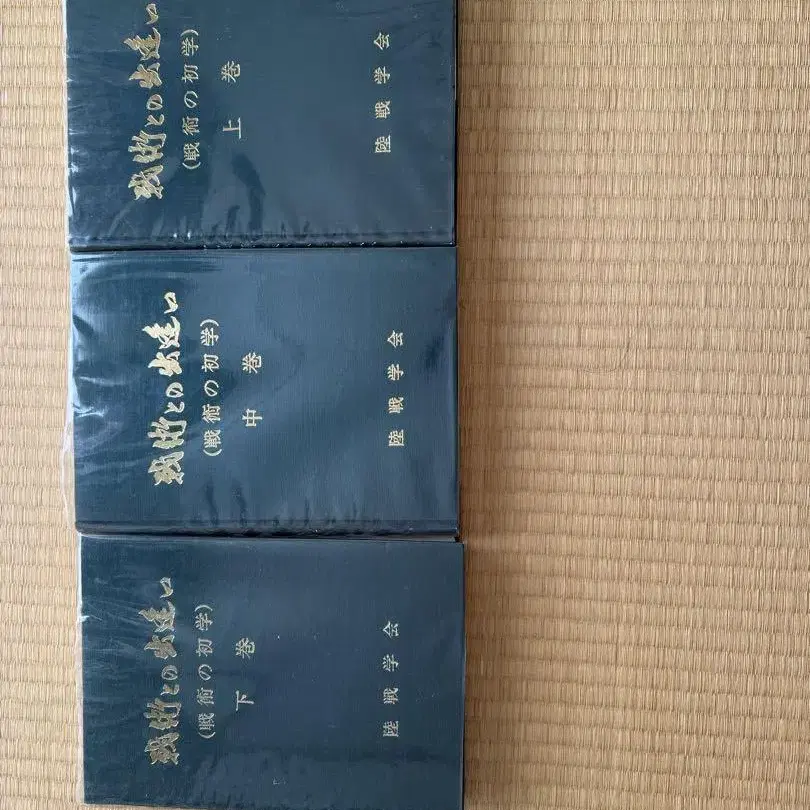 戦術との出逢い
(戦術の初学)
上巻
陸戦学会
戦術との出逢い
(戦術の初学)
中巻
陸戦学会
戦術との出逢い
(戦術の初学)
下巻
陸戦学会